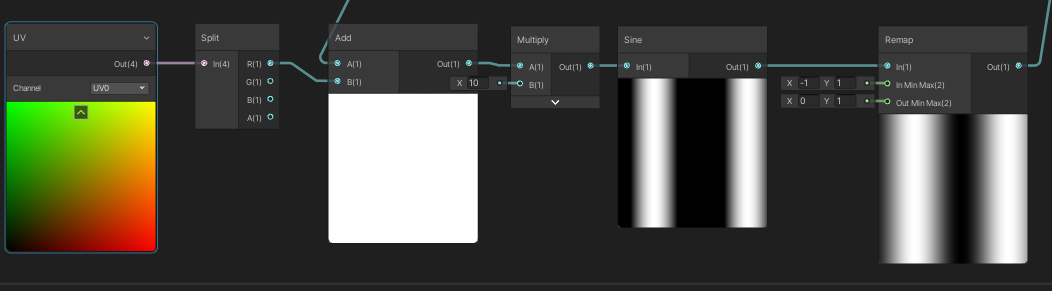 UV
Out(4)
Channel
UV0
Split
In(4)
R(1)
G(1)
B(1)
A(1)
Add
A(1)
B(1)
Out(1)
X 10
Multiply
A(1)
B(1)
Out(1)
Sine
In(1)
Out(1)
X -1 Y 1
X 0 Y 1
Remap
In(1)
In Min Max(2)
Out Min Max(2)
Out(1)